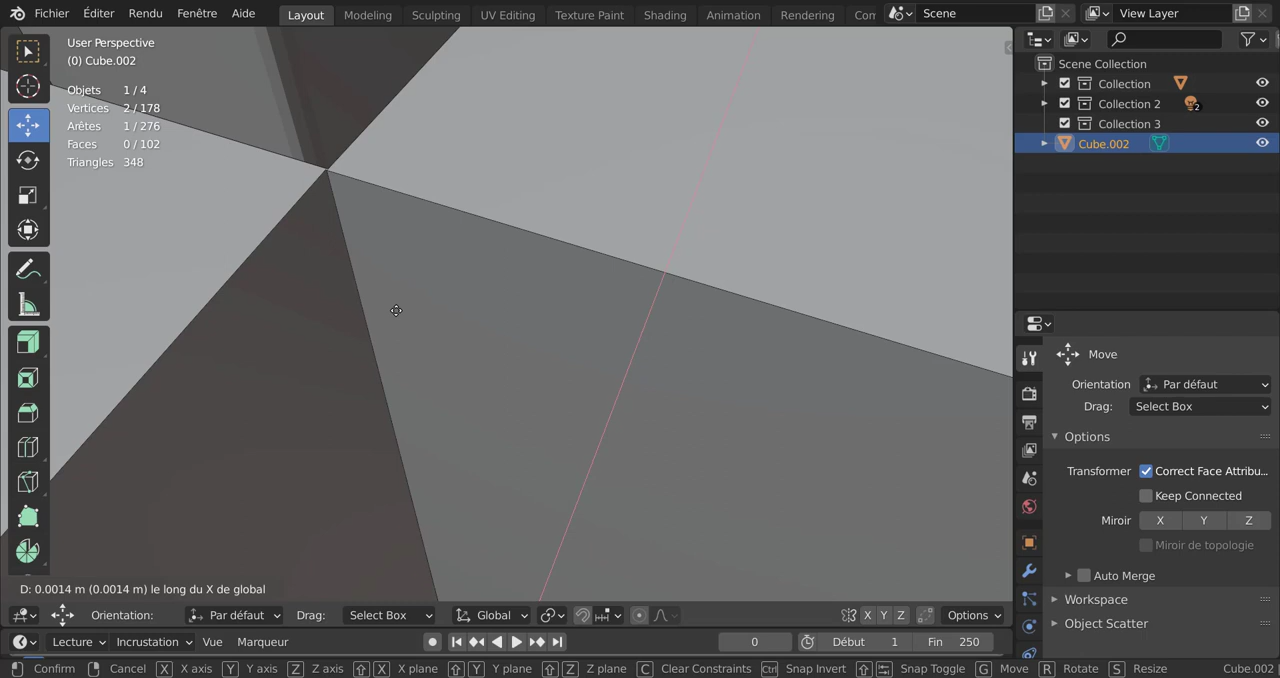 Fichier Éditer Rendu Fenêtre Aide Layout Modeling Sculpting UV Editing Texture Paint Shading Animation Rendering Com Scene View Layer
User Perspective
(0) Cube.002
Objets 1 / 4
Vertices 2 / 178
Arêtes 1 / 276
Faces 0 / 102
Triangles 348
D: 0.0014 m (0.0014 m) le long du X de global
Scene Collection
Collection
Collection 2 2
Collection 3
Cube.002
Move
Orientation Par défaut
Drag: Select Box
Options
Transformer Correct Face Attribu...
Keep Connected
Miroir X Y Z
Miroir de topologie
Auto Merge
Workspace
Object Scatter
Orientation: Par défaut Drag: Select Box Global X Y Z Options
Lecture Incrustation Vue Marqueur 0 Début 1 Fin 250
Confirm Cancel X X axis Y Y axis Z Z axis X X plane Y Y plane Z Z plane C Clear Constraints Ctrl Snap Invert Snap Toggle G Move R Rotate S Resize Cube.002